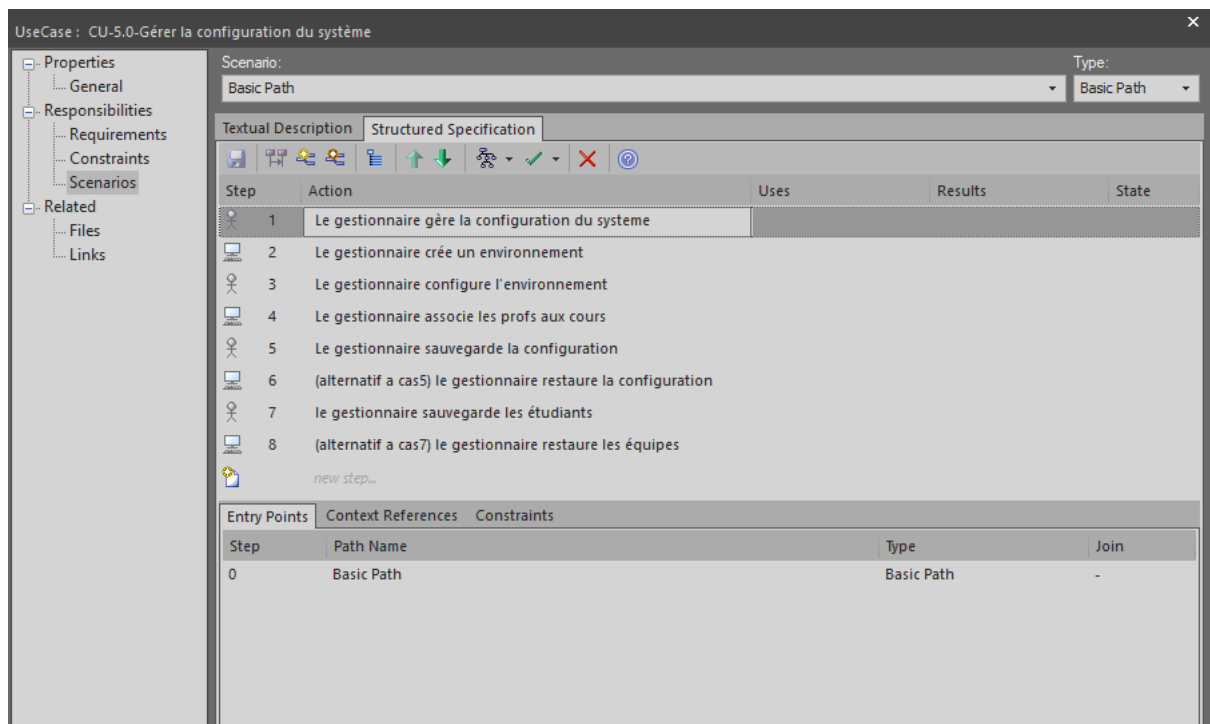 UseCase : CU-5.0-Gérer la configuration du système
Properties
General
Responsibilities
Requirements
Constraints
Scenarios
Related
Files
Links
Scenario: Type:
Basic Path Basic Path
Textual Description Structured Specification
Step Action Uses Results State
1 Le gestionnaire gère la configuration du systeme
2 Le gestionnaire crée un environnement
3 Le gestionnaire configure l'environnement
4 Le gestionnaire associe les profs aux cours
5 Le gestionnaire sauvegarde la configuration
6 (alternatif a cas5) le gestionnaire restaure la configuration
7 le gestionnaire sauvegarde les étudiants
8 (alternatif a cas7) le gestionnaire restaure les équipes
new step...
Entry Points Context References Constraints
Step Path Name Type Join
0 Basic Path Basic Path -